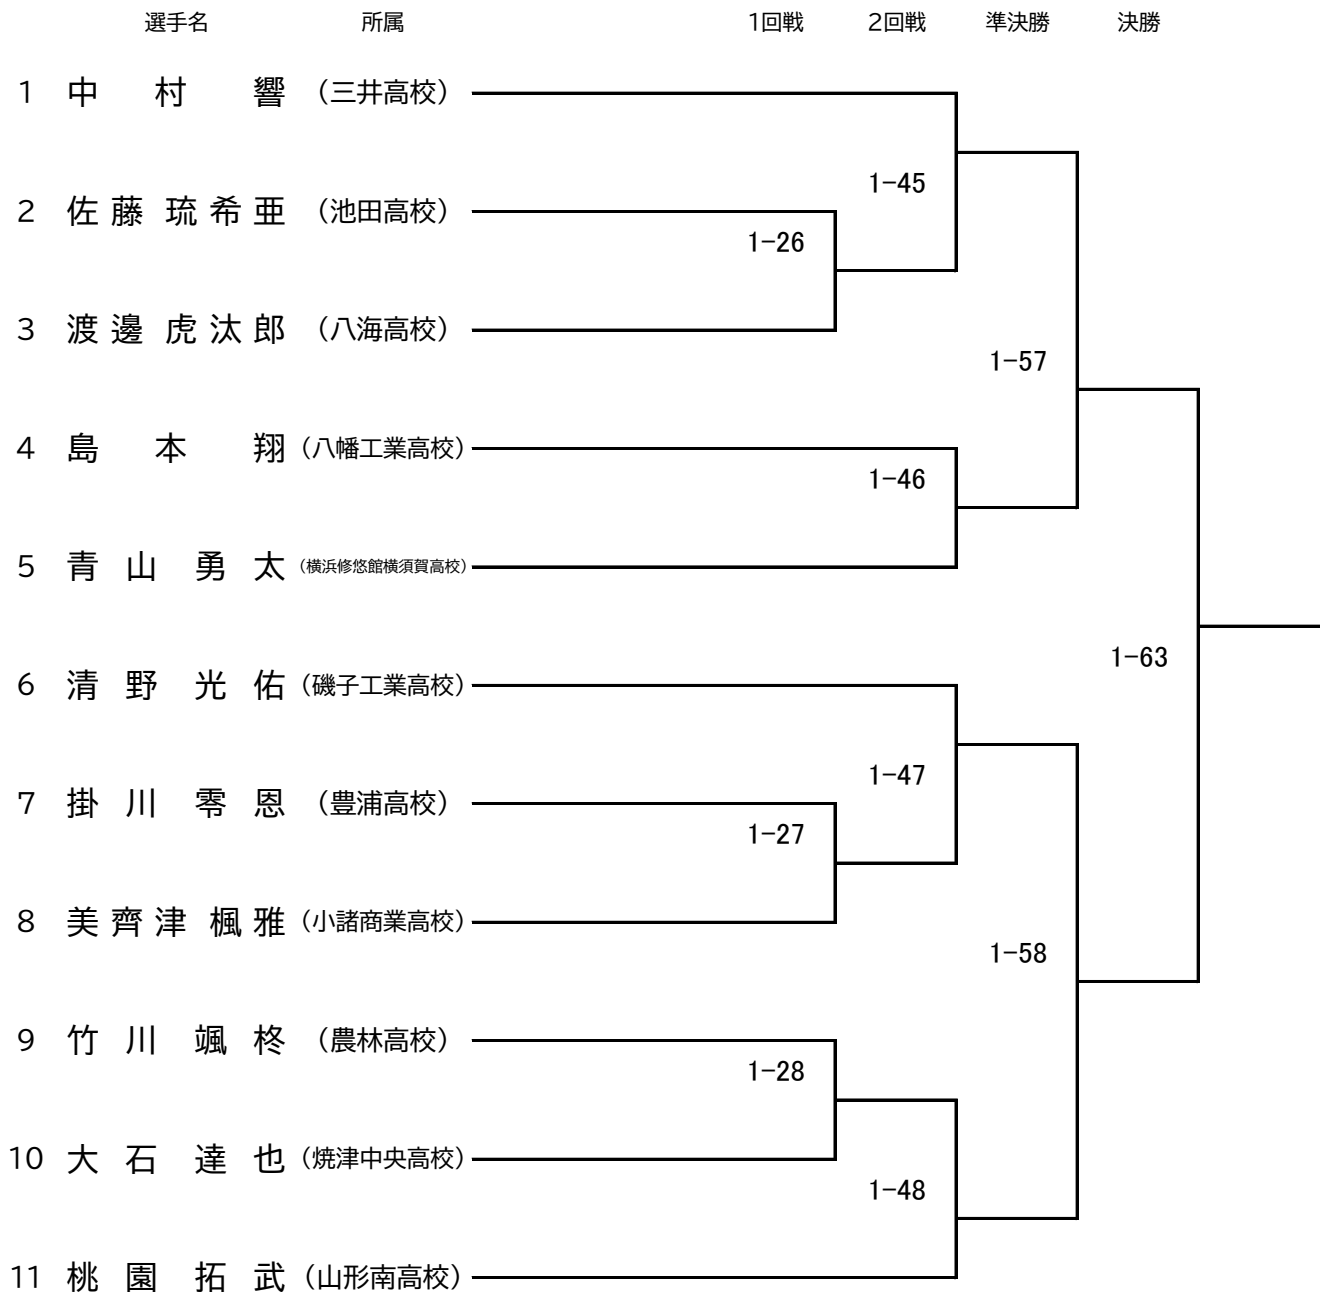 選手名 所属 1回戦 2回戦 準決勝 決勝
1 中村響 (三井高校)
1-45
2 佐藤琉希亜 (池田高校)
1-26
3 渡邊虎汰郎 (八海高校)
1-57
4 島本翔 (八幡工業高校)
1-46
5 青山勇太 (横浜修悠館横須賀高校)
1-63
6 清野光佑 (磯子工業高校)
1-47
7 掛川零恩 (豊浦高校)
1-27
8 美齊津楓雅 (小諸商業高校)
1-58
9 竹川颯柊 (農林高校)
1-28
10 大石達也 (焼津中央高校)
1-48
11 桃園拓武 (山形南高校)